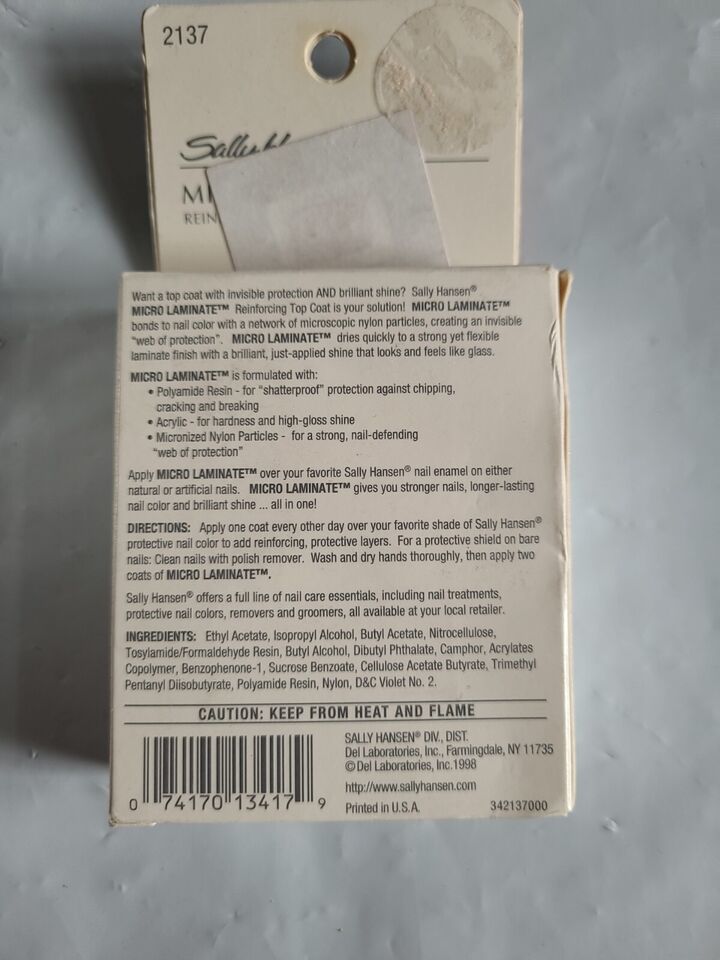 2137
Sally
MI
REIN
Want a top coat with invisible protection AND brilliant shine? Sally Hansen®
MICRO LAMINATE™ Reinforcing Top Coat is your solution! MICRO LAMINATE™
bonds to nail color with a network of microscopic nylon particles, creating an invisible
"web of protection". MICRO LAMINATE™ dries quickly to a strong yet flexible
laminate finish with a brilliant, just-applied shine that looks and feels like glass.
MICRO LAMINATE™ is formulated with:
• Polyamide Resin - for "shatterproof" protection against chipping,
cracking and breaking
• Acrylic - for hardness and high-gloss shine
• Micronized Nylon Particles - for a strong, nail-defending
"web of protection"
Apply MICRO LAMINATE™ over your favorite Sally Hansen® nail enamel on either
natural or artificial nails. MICRO LAMINATE™ gives you stronger nails, longer-lasting
nail color and brilliant shine ... all in one!
DIRECTIONS: Apply one coat every other day over your favorite shade of Sally Hansen®
protective nail color to add reinforcing, protective layers. For a protective shield on bare
nails: Clean nails with polish remover. Wash and dry hands thoroughly, then apply two
coats of MICRO LAMINATE™.
Sally Hansen® offers a full line of nail care essentials, including nail treatments,
protective nail colors, removers and groomers, all available at your local retailer.
INGREDIENTS: Ethyl Acetate, Isopropyl Alcohol, Butyl Acetate, Nitrocellulose,
Tosylamide/Formaldehyde Resin, Butyl Alcohol, Dibutyl Phthalate, Camphor, Acrylates
Copolymer, Benzophenone-1, Sucrose Benzoate, Cellulose Acetate Butyrate, Trimethyl
Pentanyl Diisobutyrate, Polyamide Resin, Nylon, D&C Violet No. 2.
CAUTION: KEEP FROM HEAT AND FLAME
SALLY HANSEN® DIV., DIST.
Del Laboratories, Inc., Farmingdale, NY 11735
©Del Laboratories, Inc.1998
http://www.sallyhansen.com
Printed in U.S.A. 342137000
0 74170 13417 9